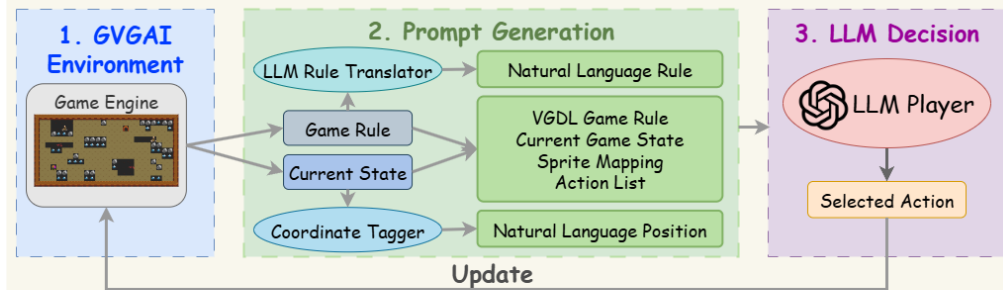 1. GVGAI
Environment
Game Engine
2. Prompt Generation
LLM Rule Translator
Natural Language Rule
Game Rule
Current State
VGDL Game Rule
Current Game State
Sprite Mapping
Action List
Coordinate Tagger
Natural Language Position
3. LLM Decision
LLM Player
Selected Action
Update